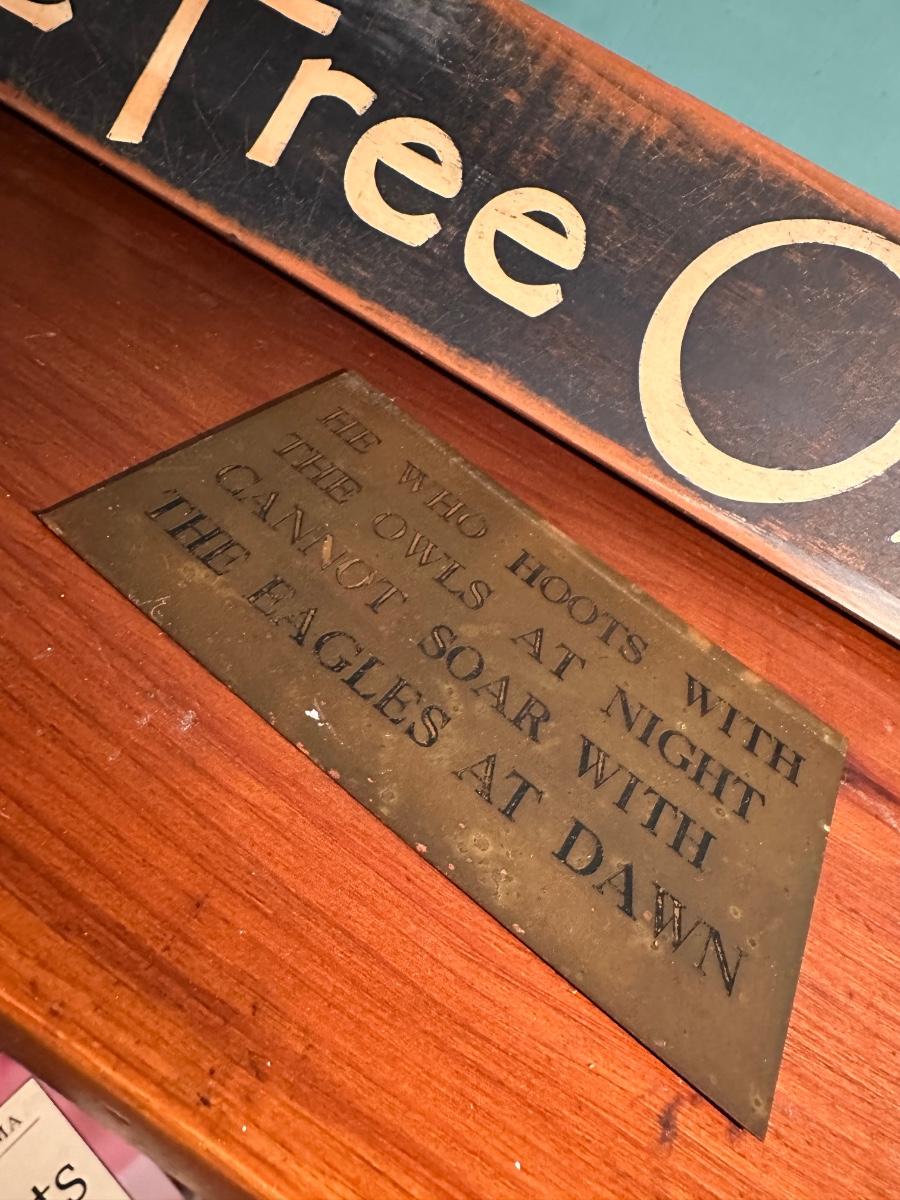 Tree
HE WHO HOOTS WITH
THE OWLS AT NIGHT
CANNOT SOAR WITH
THE EAGLES AT DAWN